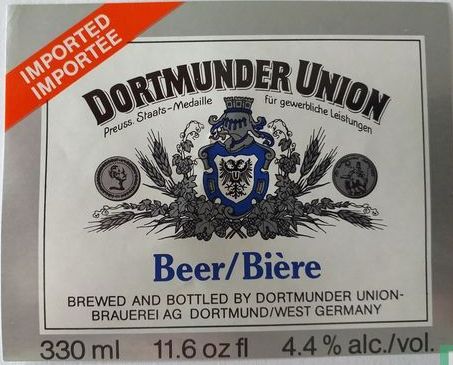 IMPORTED
IMPORTÉE
DORTMUNDER UNION
Preuss. Staats-Medaille für gewerbliche Leistungen
Beer/Bière
BREWED AND BOTTLED BY DORTMUNDER UNION-
BRAUEREI AG DORTMUND/WEST GERMANY
330 ml 11.6 oz fl 4.4 % alc./vol.